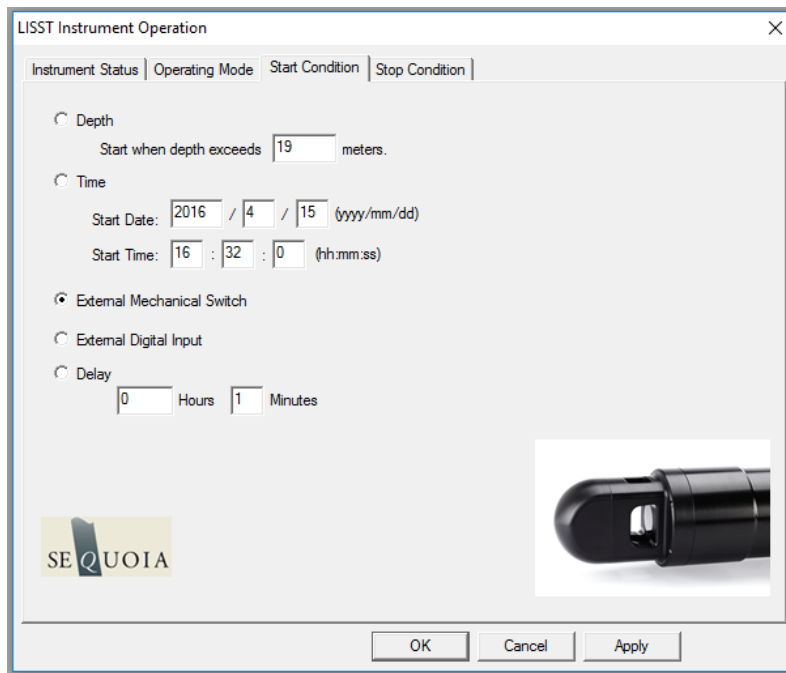 LISST Instrument Operation
Instrument Status Operating Mode Start Condition Stop Condition
Depth
Start when depth exceeds 19 meters.
Time
Start Date: 2016 / 4 / 15 (yyyy/mm/dd)
Start Time: 16 : 32 : 0 (hh:mm:ss)
External Mechanical Switch
External Digital Input
Delay
0 Hours 1 Minutes
SEQUOIA
OK Cancel Apply